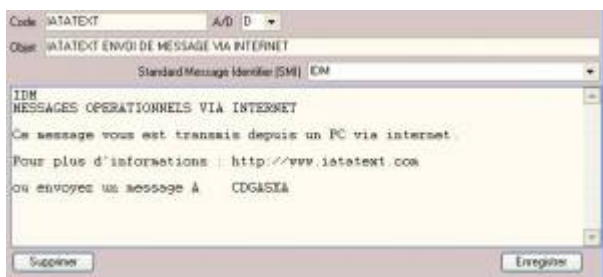 Code IATATEXT A/D D
Objet IATATEXT ENVOI DE MESSAGE VIA INTERNET
Standard Message Identifier (SMI) IDM
IDM
MESSAGES OPERATIONNELS VIA INTERNET
Ce message vous est transmis depuis un PC via internet.
Pour plus d'informations : http://www.iatatext.com
ou envoyez un message A CDGASXA
Supprimer Enregistrer